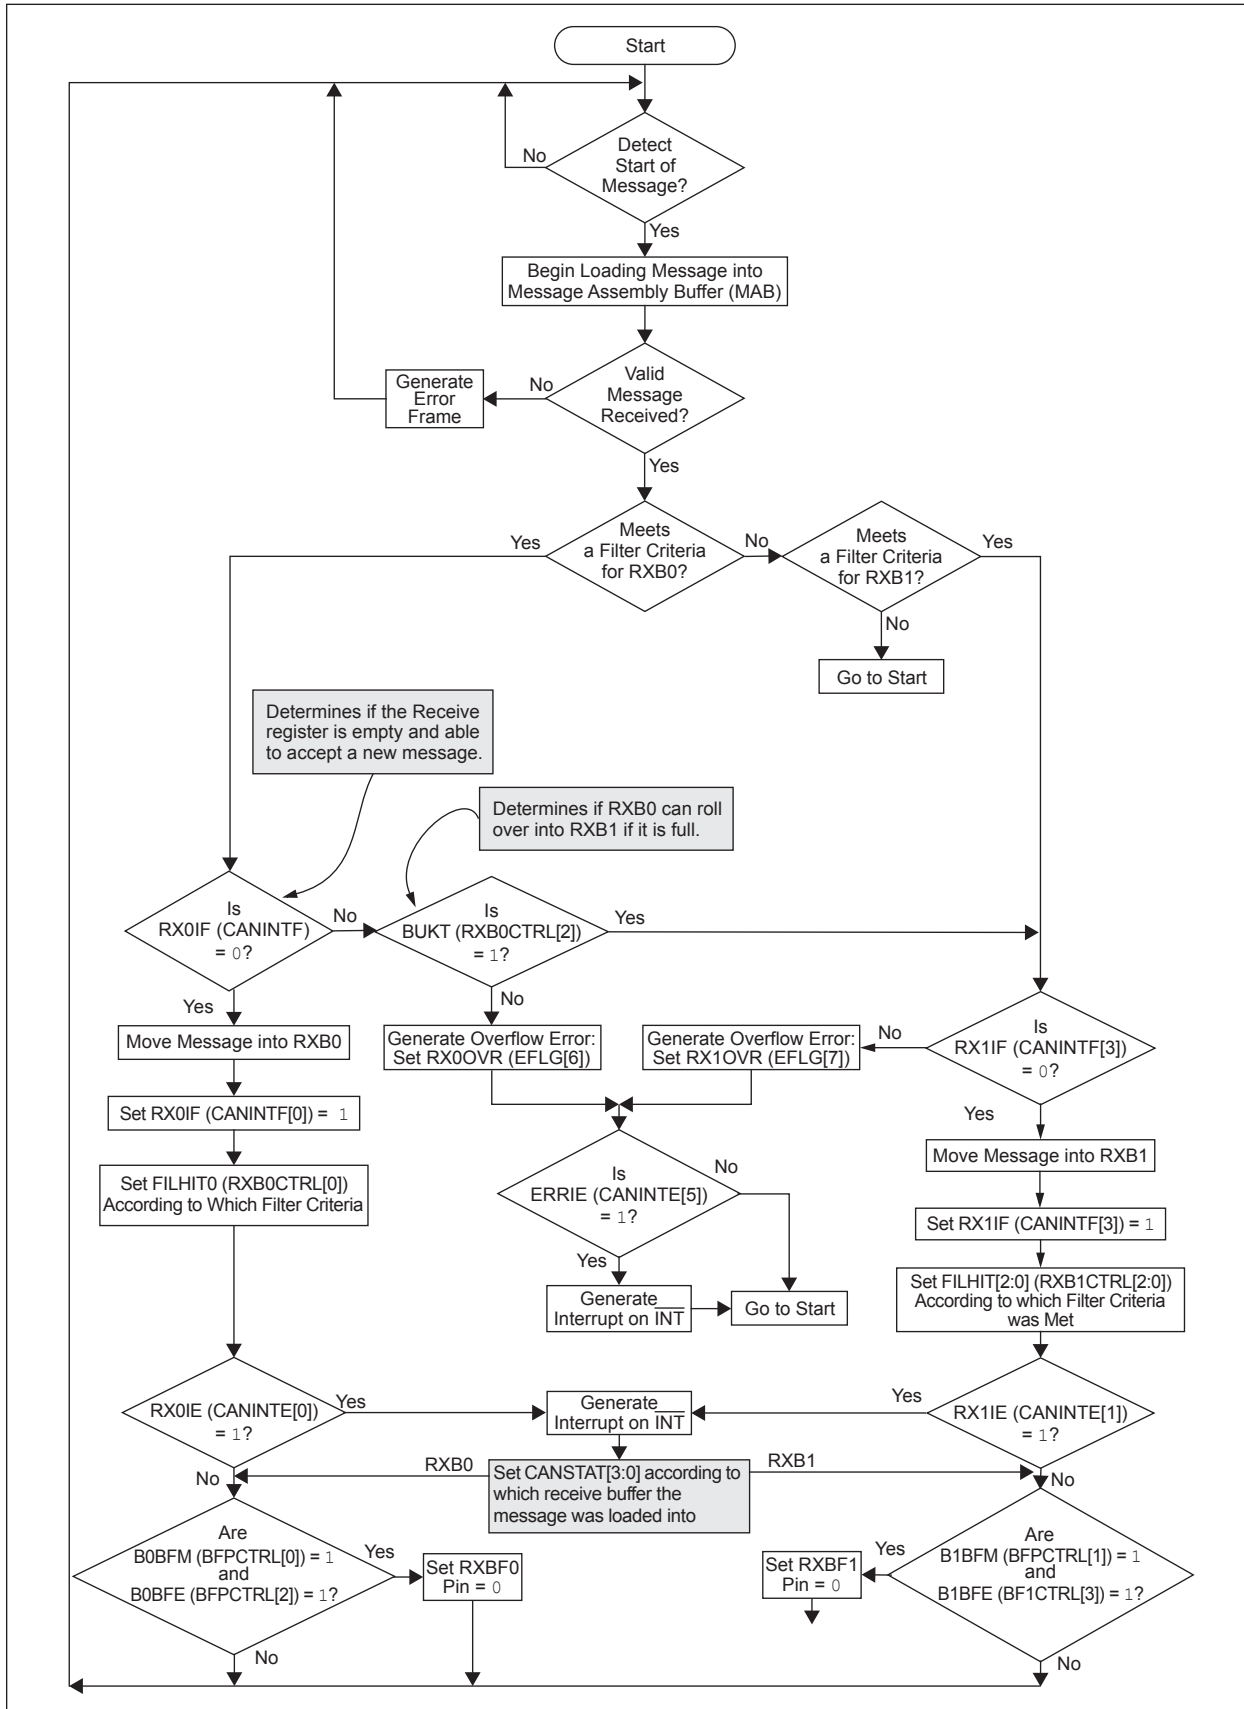 Start
Detect
Start of
Message?
No
Yes
Begin Loading Message into
Message Assembly Buffer (MAB)
Valid
Message
Received?
No
Generate
Error
Frame
Yes
Meets
a Filter Criteria
for RXB0?
Yes
No
Meets
a Filter Criteria
for RXB1?
Yes
No
Go to Start
Determines if the Receive
register is empty and able
to accept a new message.
Determines if RXB0 can roll
over into RXB1 if it is full.
Is
RX0IF (CANINTF)
= 0?
No
Is
BUKT (RXB0CTRL[2])
= 1?
Yes
Yes
No
Is
RX1IF (CANINTF[3])
= 0?
No
Yes
Move Message into RXB0
Generate Overflow Error:
Set RX0OVR (EFLG[6])
Generate Overflow Error:
Set RX1OVR (EFLG[7])
Set RX0IF (CANINTF[0]) = 1
Move Message into RXB1
Set FILHIT0 (RXB0CTRL[0])
According to Which Filter Criteria
Is
ERRIE (CANINTE[5])
= 1?
No
Yes
Set RX1IF (CANINTF[3]) = 1
Generate
Interrupt on INT
Go to Start
Set FILHIT[2:0] (RXB1CTRL[2:0])
According to which Filter Criteria
was Met
RX0IE (CANINTE[0])
= 1?
Yes
Generate
Interrupt on INT
Yes
RX1IE (CANINTE[1])
= 1?
No
RXB0
Set CANSTAT[3:0] according to
which receive buffer the
message was loaded into
RXB1
No
Are
B0BFM (BFPCTRL[0]) = 1
and
B0BFE (BFPCTRL[2]) = 1?
Yes
Set RXBF0
Pin = 0
Set RXBF1
Pin = 0
Yes
Are
B1BFM (BFPCTRL[1]) = 1
and
B1BFE (BF1CTRL[3]) = 1?
No
No